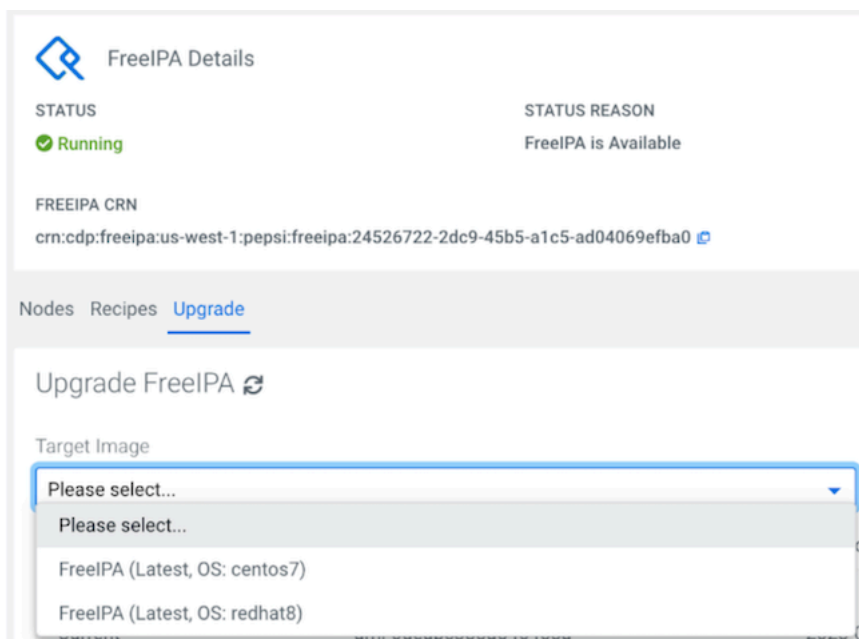 FreeIPA Details
STATUS
STATUS REASON
Running
FreeIPA is Available
FREEIPA CRN
crn:cdp:freeipa:us-west-1:pepsi:freeipa:24526722-2dc9-45b5-a1c5-ad04069efba0
Nodes Recipes Upgrade
Upgrade FreeIPA
Target Image
Please select...
Please select...
FreeIPA (Latest, OS: centos7)
FreeIPA (Latest, OS: redhat8)